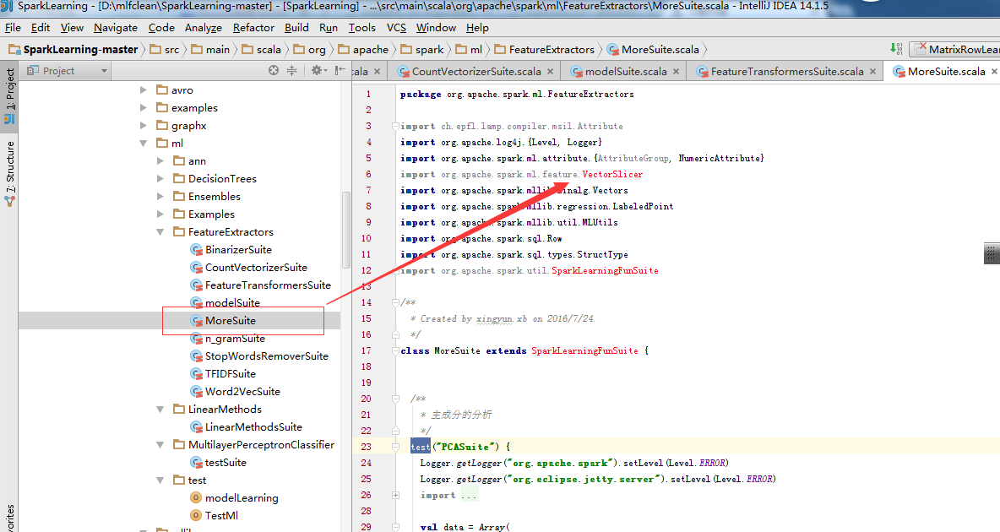 SparkLearning - [D:\mlfclean\SparkLearning-master] - [SparkLearning] - ...\src\main\scala\org\apache\spark\ml\FeatureExtractors\MoreSuite.scala - IntelliJ IDEA 14.1.5
File Edit View Navigate Code Analyze Refactor Build Run Tools VCS Window Help
SparkLearning-master src main scala org apache spark ml FeatureExtractors MoreSuite.scala MatrixRowLear
Project cala CountVectorizerSuite.scala modelSuite.scala FeatureTransformersSuite.scala MoreSuite.scala
1: Project
7: Structure
vorites
avro
examples
graphx
ml
ann
DecisionTrees
Ensembles
Examples
FeatureExtractors
BinarizerSuite
CountVectorizerSuite
FeatureTransformersSuite
modelSuite
MoreSuite
n_gramSuite
StopWordsRemoverSuite
TFIDFSuite
Word2VecSuite
LinearMethods
LinearMethodsSuite
MultilayerPerceptronClassifier
testSuite
test
modelLearning
TestMl
1 package org.apache.spark.ml.FeatureExtractors
2
3 import ch.epfl.lamp.compiler.msil.Attribute
4 import org.apache.log4j.{Level, Logger}
5 import org.apache.spark.ml.attribute.{AttributeGroup, NumericAttribute}
6 import org.apache.spark.ml.feature.VectorSlicer
7 import org.apache.spark.mllib.linalg.Vectors
8 import org.apache.spark.mllib.regression.LabeledPoint
9 import org.apache.spark.mllib.util.MLUtils
10 import org.apache.spark.sql.Row
11 import org.apache.spark.sql.types.StructType
12 import org.apache.spark.util.SparkLearningFunSuite
13
14 /**
15 * Created by xingyun.xb on 2016/7/24.
16 */
17 class MoreSuite extends SparkLearningFunSuite {
18
19
20 /**
21 * 主成分的分析
22 */
23 test("PCASuite") {
24 Logger.getLogger("org.apache.spark").setLevel(Level.ERROR)
25 Logger.getLogger("org.eclipse.jetty.server").setLevel(Level.ERROR)
26 import ...
28
29 val data = Array(